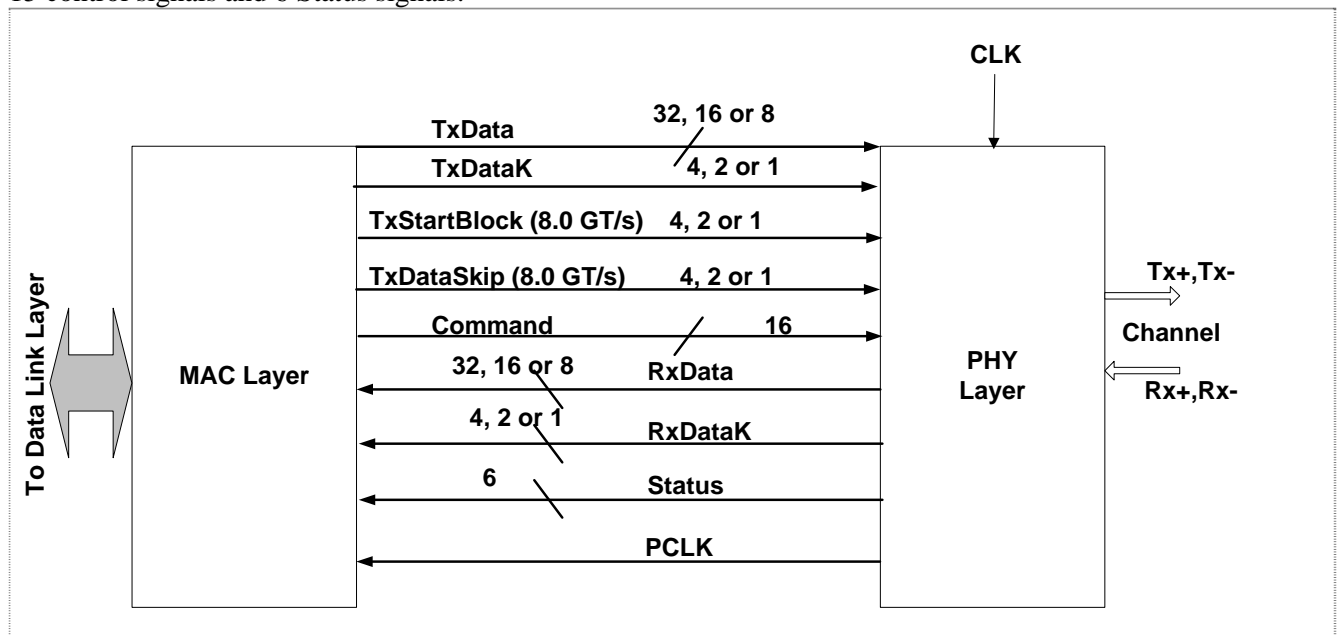 15 control signals and 6 Status signals.
CLK
TxData 32, 16 or 8
TxDataK 4, 2 or 1
TxStartBlock (8.0 GT/s) 4, 2 or 1
TxDataSkip (8.0 GT/s) 4, 2 or 1
Command 16
32, 16 or 8 RxData
4, 2 or 1 RxDataK
6 Status
PCLK
To Data Link Layer
MAC Layer
PHY
Layer
Tx+,Tx-
Channel
Rx+,Rx-